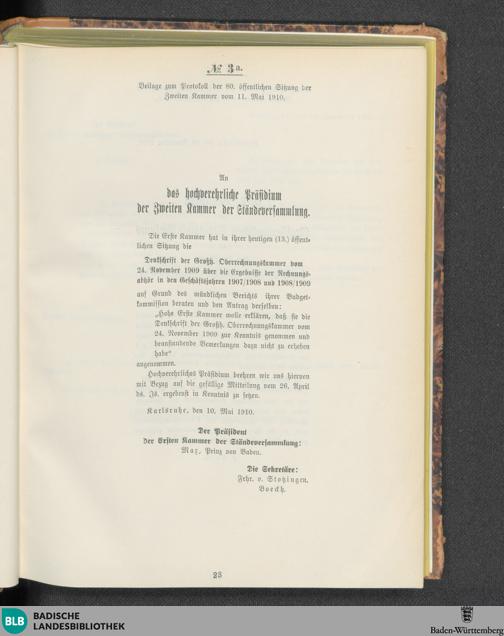 № 3a.
Beilage zum Protokoll der 80. öffentlichen Sitzung der
Zweiten Kammer vom 11. Mai 1910.
An
das hochverehrliche Präsidium
der Zweiten Kammer der Ständeversammlung.
Die Erste Kammer hat in ihrer heutigen (13.) öffent-
lichen Sitzung die
Denkschrift der Großh. Oberrechnungskammer vom
24. November 1909 über die Ergebnisse der Rechnungs-
abhör in den Geschäftsjahren 1907/1908 und 1908/1909
auf Grund des mündlichen Berichts ihrer Budget-
kommission beraten und den Antrag derselben:
„Hohe Erste Kammer wolle erklären, daß sie die
Denkschrift der Großh. Oberrechnungskammer vom
24. November 1909 zur Kenntnis genommen und
beanstandende Bemerkungen dazu nicht zu erheben
habe“
angenommen.
Hochverehrliches Präsidium beehren wir uns hiervon
mit Bezug auf die gefällige Mitteilung vom 26. April
ds. Js. ergebenst in Kenntnis zu setzen.
Karlsruhe, den 10. Mai 1910.
Der Präsident
der Ersten Kammer der Ständeversammlung:
Max, Prinz von Baden.
Die Sekretäre:
Frhr. v. Stotzingen.
Boeckh.
23
BLB BADISCHE
LANDESBIBLIOTHEK
Baden-Württemberg